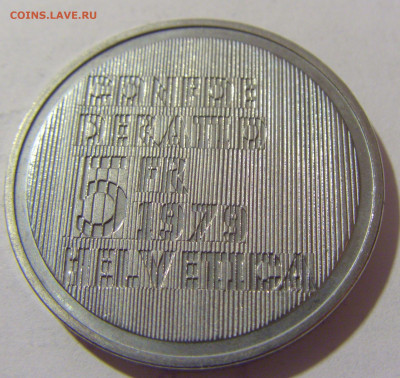 COINS.LAVE.RU
CONFOE
DERATIO
5 FR.
1979
HELVETICA